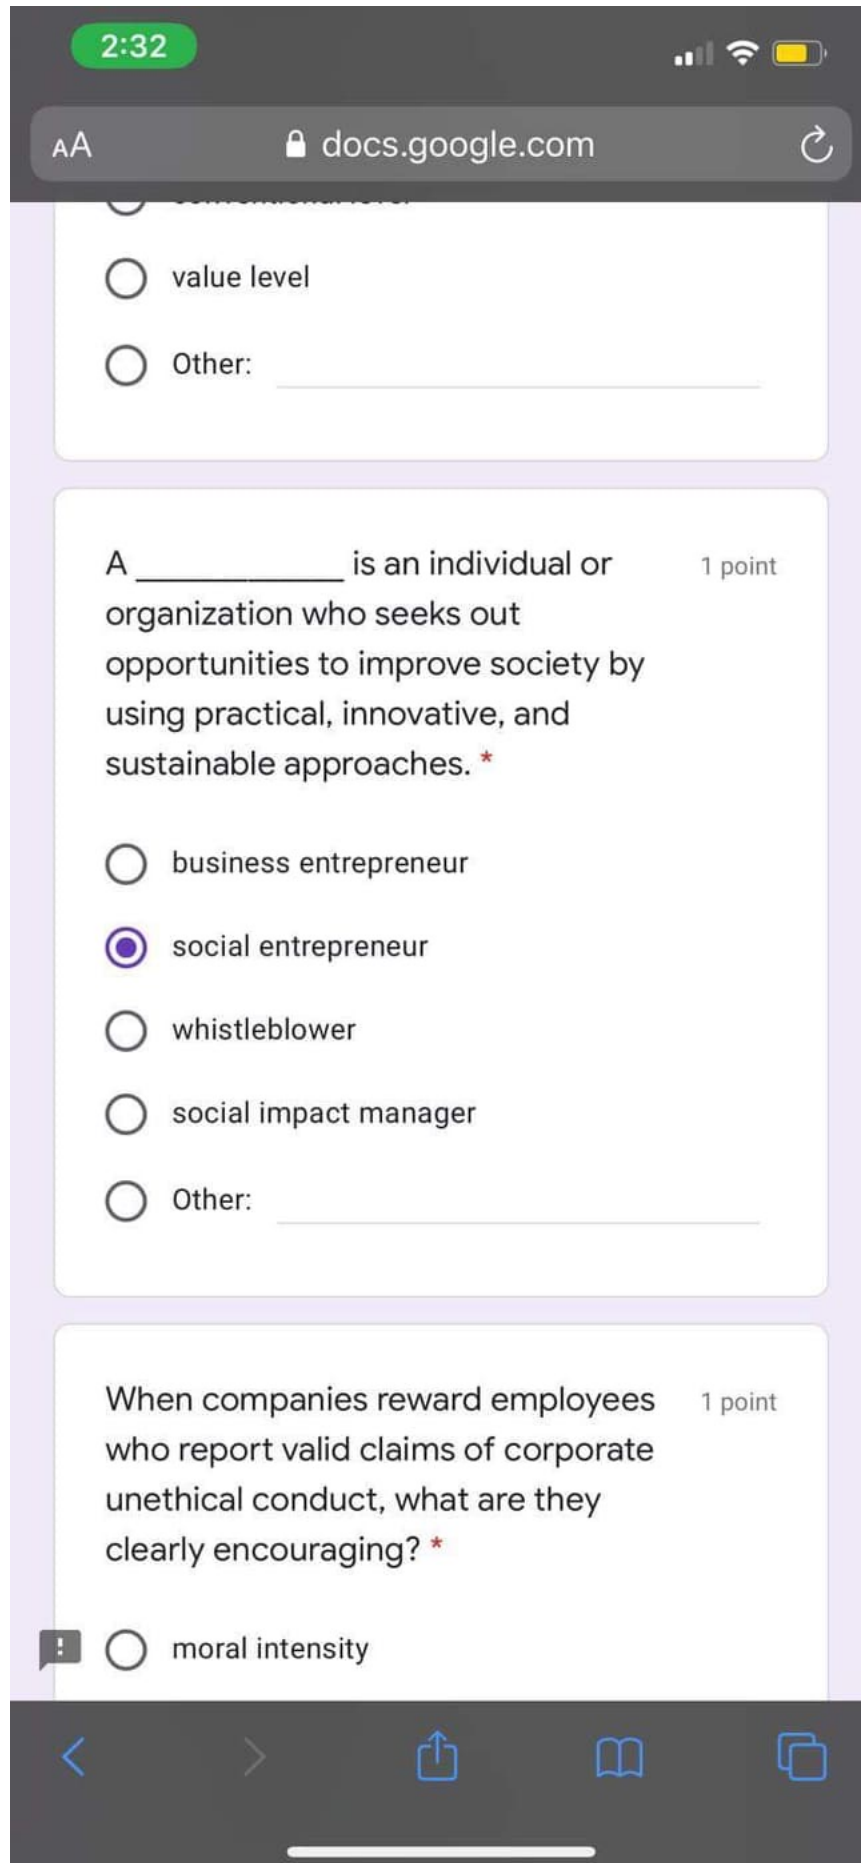 2:32
AA docs.google.com
value level
Other:
A ____________ is an individual or 1 point
organization who seeks out
opportunities to improve society by
using practical, innovative, and
sustainable approaches. *
business entrepreneur
social entrepreneur
whistleblower
social impact manager
Other:
When companies reward employees 1 point
who report valid claims of corporate
unethical conduct, what are they
clearly encouraging? *
moral intensity